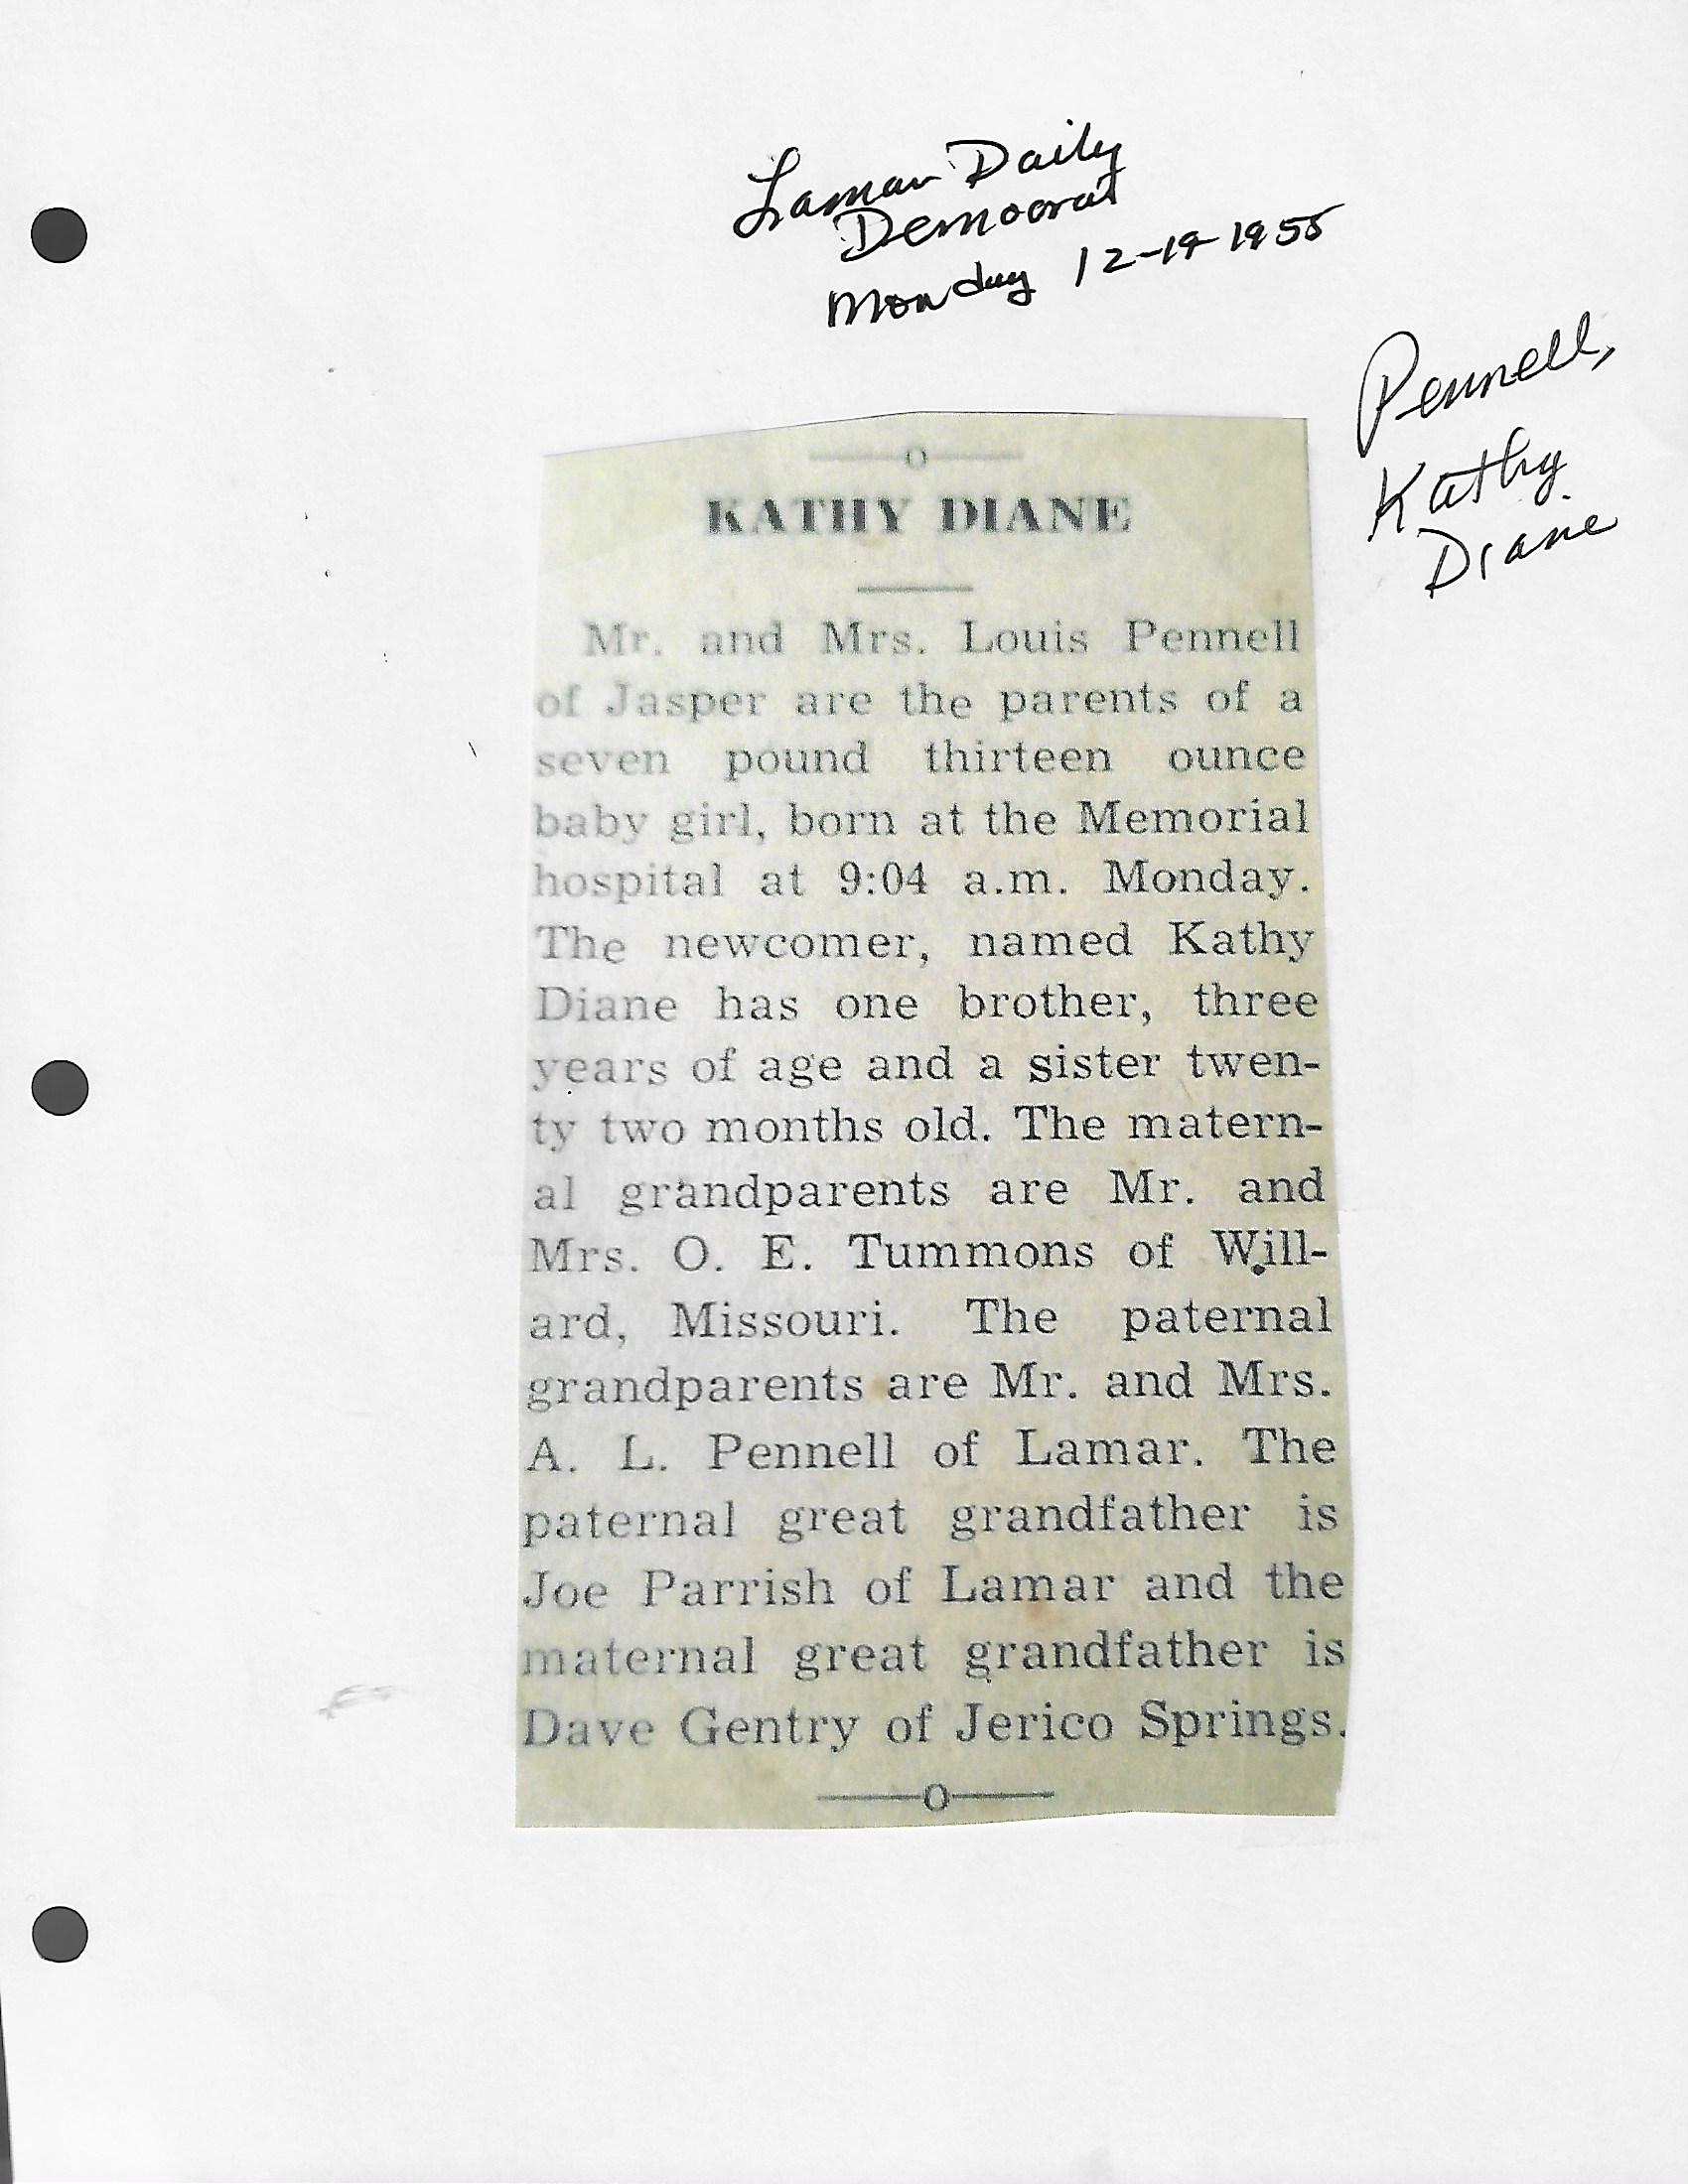 Lamar Daily
Democrat
Monday 12-19-1955
Pennell,
Kathy
Diane
KATHY DIANE
Mr. and Mrs. Louis Pennell
of Jasper are the parents of a
seven pound thirteen ounce
baby girl, born at the Memorial
hospital at 9:04 a.m. Monday.
The newcomer, named Kathy
Diane has one brother, three
years of age and a sister twen-
ty two months old. The matern-
al grandparents are Mr. and
Mrs. O. E. Tummons of Will-
ard, Missouri. The paternal
grandparents are Mr. and Mrs.
A. L. Pennell of Lamar. The
paternal great grandfather is
Joe Parrish of Lamar and the
maternal great grandfather is
Dave Gentry of Jerico Springs.